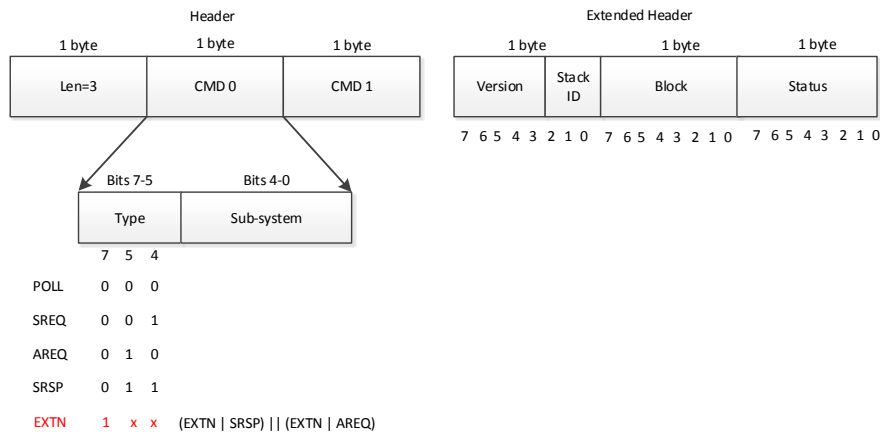 Header
Extended Header
1 byte 1 byte 1 byte
1 byte 1 byte 1 byte
Len=3 CMD 0 CMD 1
Version Stack ID Block Status
7 6 5 4 3 2 1 0 7 6 5 4 3 2 1 0 7 6 5 4 3 2 1 0
Bits 7-5 Bits 4-0
Type Sub-system
7 5 4
POLL 0 0 0
SREQ 0 0 1
AREQ 0 1 0
SRSP 0 1 1
EXTN 1 x x (EXTN | SRSP) || (EXTN | AREQ)